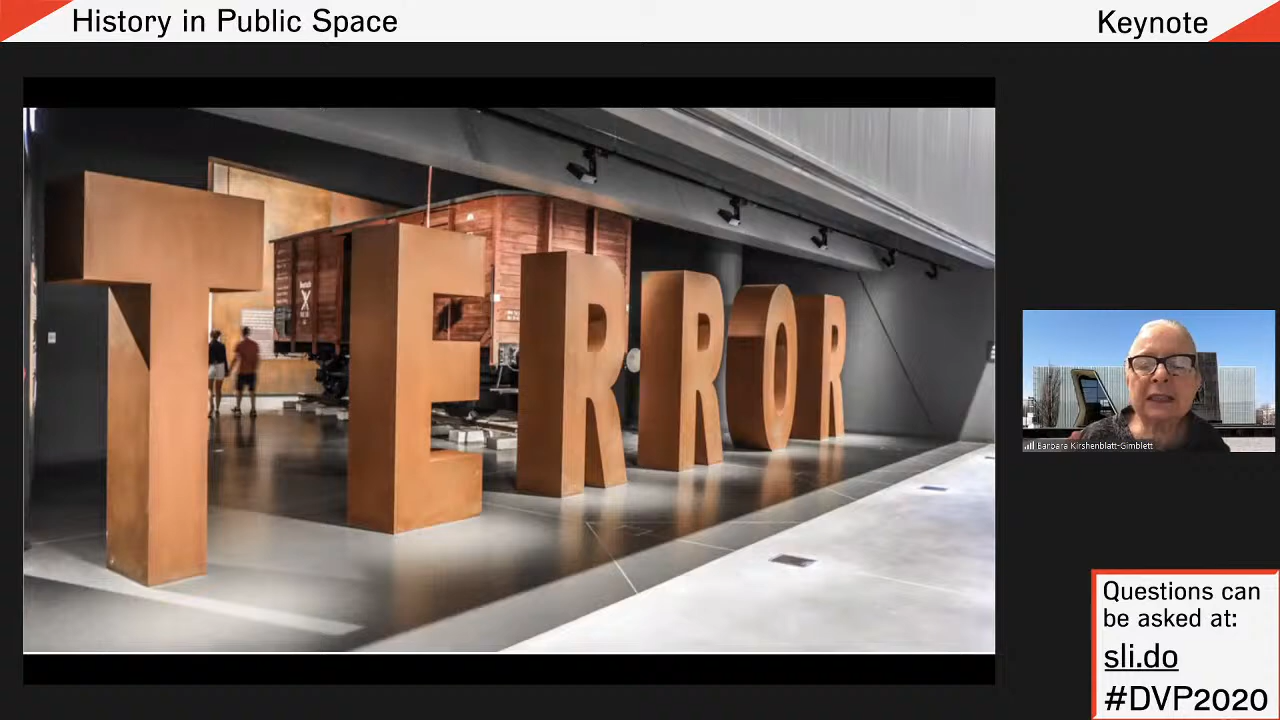 History in Public Space
Keynote
TERROR
Barbara Kirshenblatt-Gimblett
Questions can
be asked at:
sli.do
#DVP2020